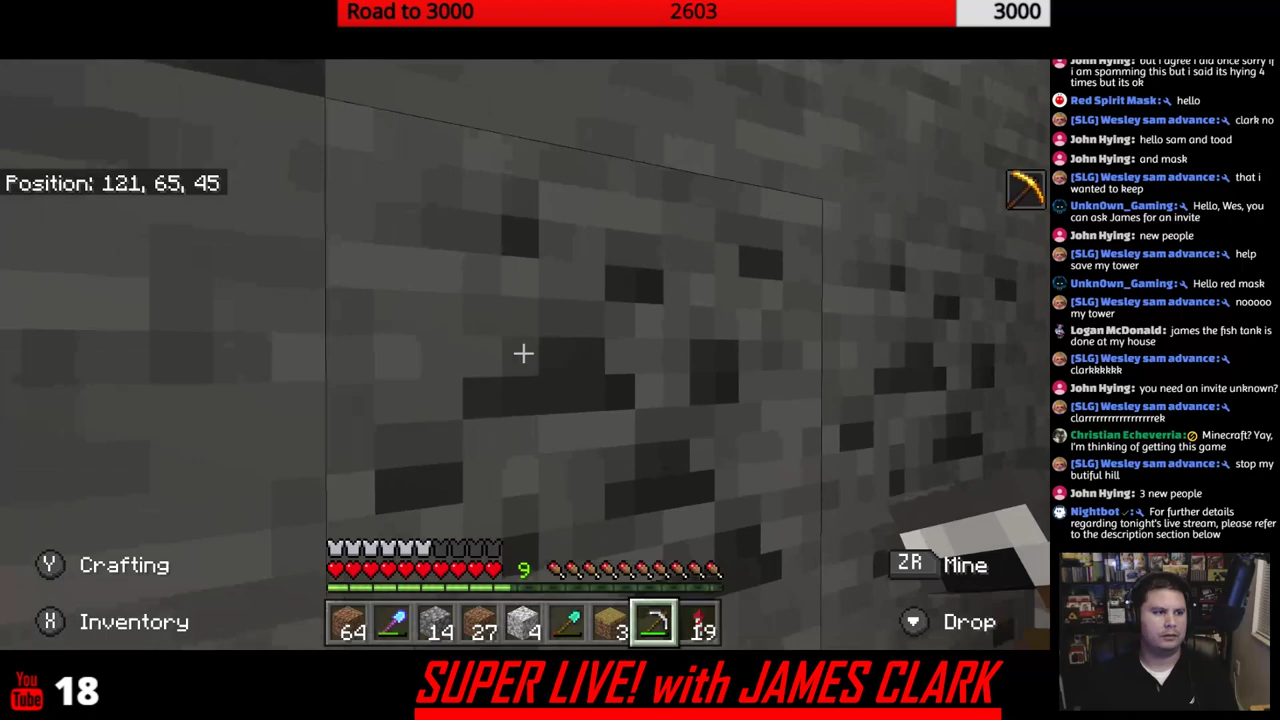 Road to 3000 2603 3000
but i agree i did once sorry if
i am spamming this but i said its hying 4
times but its ok
Red Spirit Mask: hello
[SLG] Wesley sam advance: clark no
John Hying: hello sam and toad
John Hying: and mask
[SLG] Wesley sam advance: that i
wanted to keep
Unkn0wn_Gaming: Hello, Wes, you
can ask James for an invite
John Hying: new people
[SLG] Wesley sam advance: help
save my tower
Unkn0wn_Gaming: Hello red mask
[SLG] Wesley sam advance: nooooo
my tower
Logan McDonald: james the fish tank is
done at my house
[SLG] Wesley sam advance:
clarkkkkkk
John Hying: you need an invite unknown?
[SLG] Wesley sam advance:
clarrrrrrrrrrrrrrrrrrrek
Christian Echeverria: Minecraft? Yay,
I'm thinking of getting this game
[SLG] Wesley sam advance: stop my
butiful hill
John Hying: 3 new people
Nightbot: For further details
regarding tonight's live stream, please refer
to the description section below
Position: 121, 65, 45
Y Crafting
X Inventory
ZR Mine
Drop
9
64 14 27 4 3 19
You
Tube 18
SUPER LIVE! with JAMES CLARK